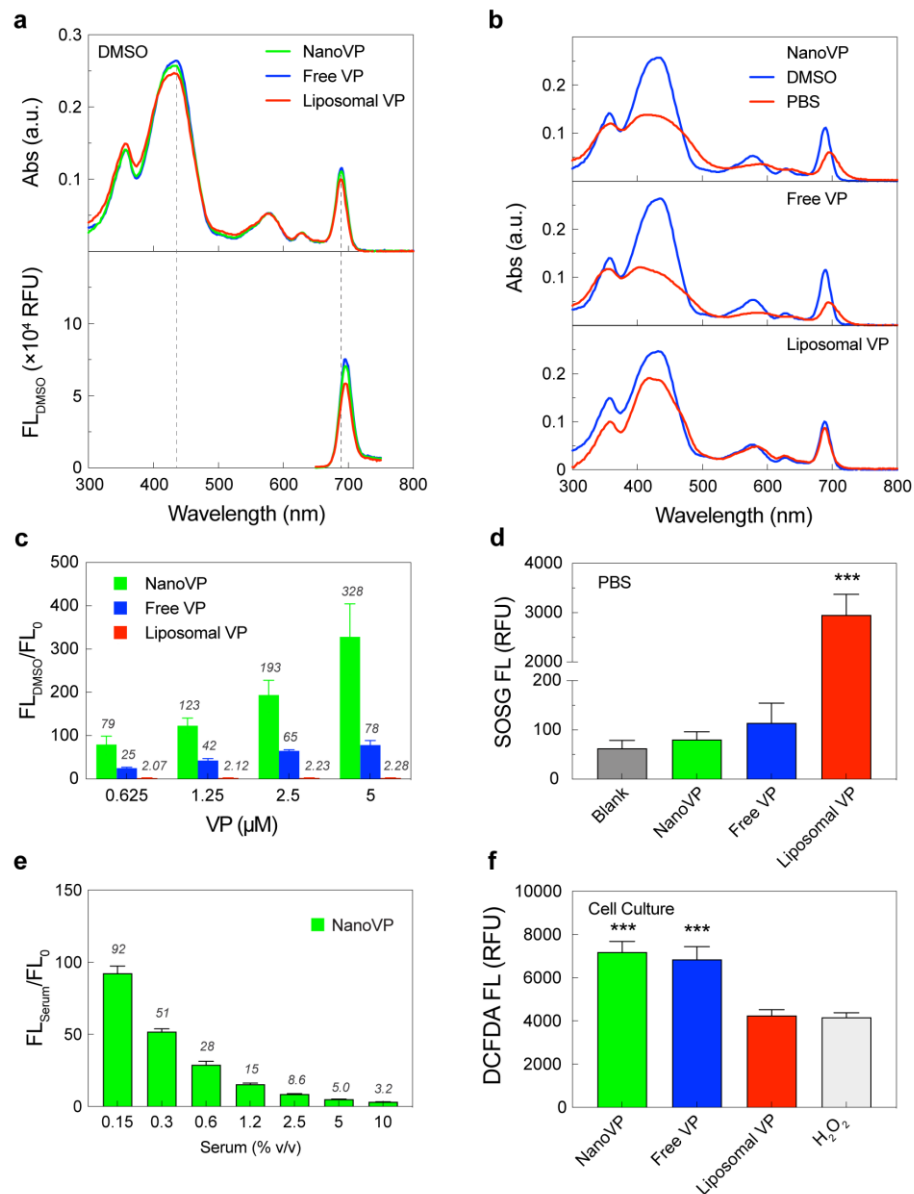 a
DMSO
NanoVP
Free VP
Liposomal VP
0.3
0.2
0.1
Abs (a.u.)
10
5
0
FL_DMSO (×10⁴ RFU)
300 400 500 600 700 800
Wavelength (nm)
b
NanoVP
DMSO
PBS
0.2
0.1
Free VP
0.2
0.1
0
Liposomal VP
0.2
0.1
0
Abs (a.u.)
300 400 500 600 700 800
Wavelength (nm)
c
NanoVP
Free VP
Liposomal VP
500
400
300
200
100
0
FL_DMSO/FL_0
79 25 2.07
123 42 2.12
193 65 2.23
328 78 2.28
0.625 1.25 2.5 5
VP (µM)
d
PBS
***
4000
3000
2000
100
100
0
SOSG FL (RFU)
Blank NanoVP Free VP Liposomal VP
e
NanoVP
150
100
50
0
FL_Serum/FL_0
92 51 28 15 8.6 5.0 3.2
0.15 0.3 0.6 1.2 2.5 5 10
Serum (% v/v)
f
Cell Culture
*** ***
10000
8000
6000
4000
2000
0
DCFDA FL (RFU)
NanoVP Free VP Liposomal VP H₂O₂